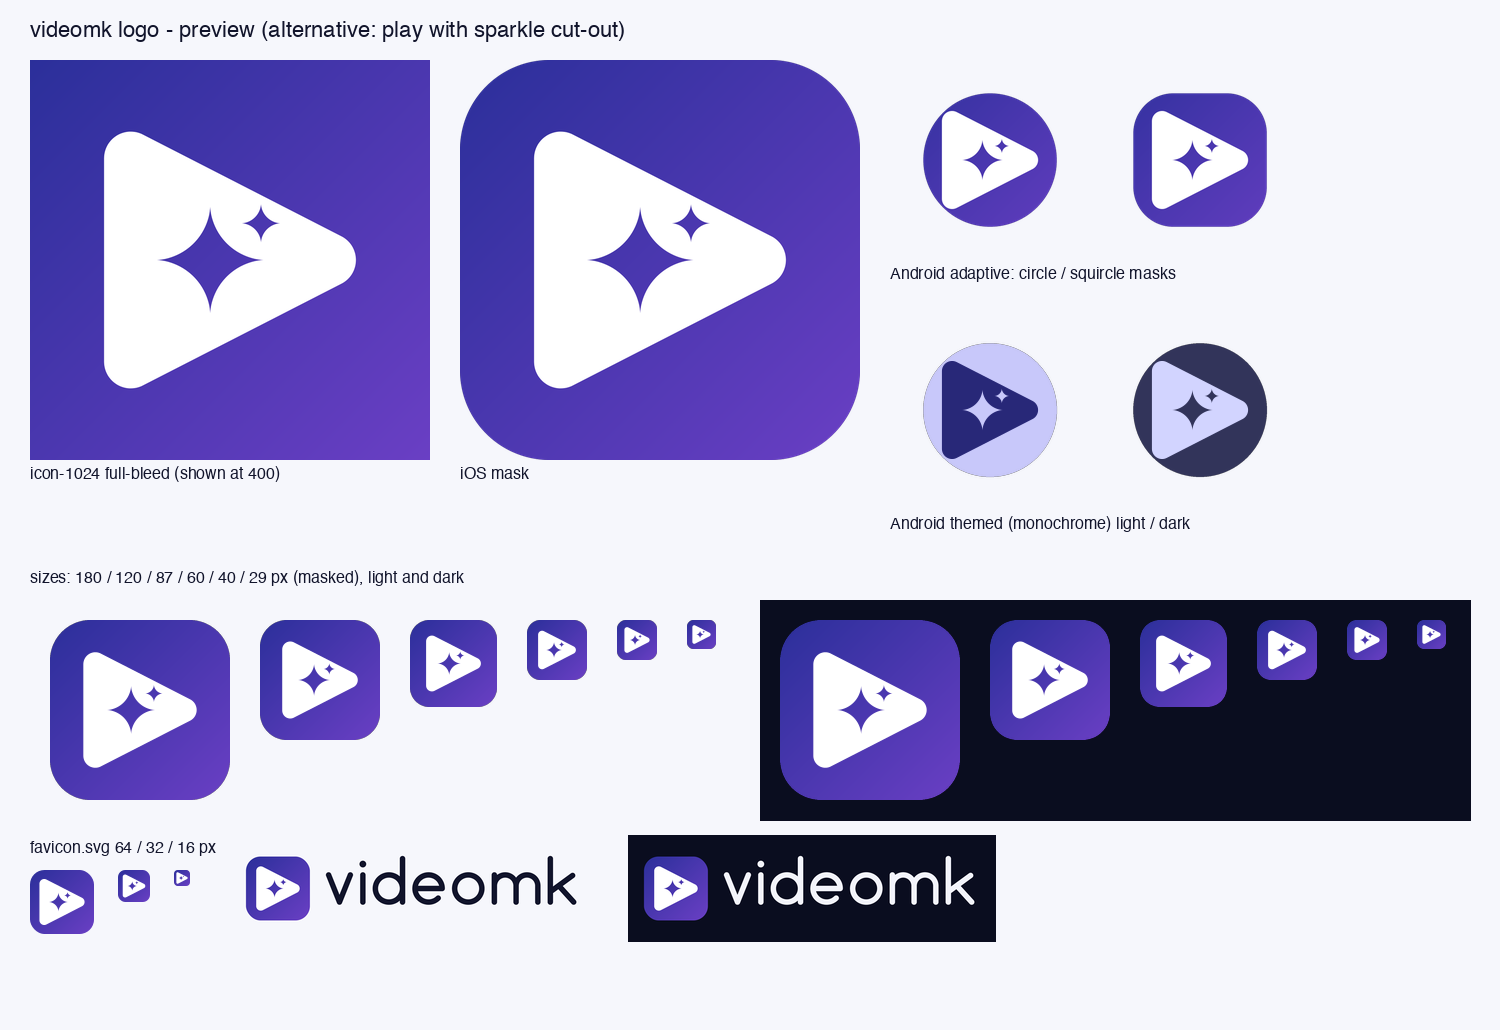 videomk logo - preview (alternative: play with sparkle cut-out)
icon-1024 full-bleed (shown at 400)
iOS mask
Android adaptive: circle / squircle masks
Android themed (monochrome) light / dark
sizes: 180 / 120 / 87 / 60 / 40 / 29 px (masked), light and dark
favicon.svg 64 / 32 / 16 px
videomk
videomk